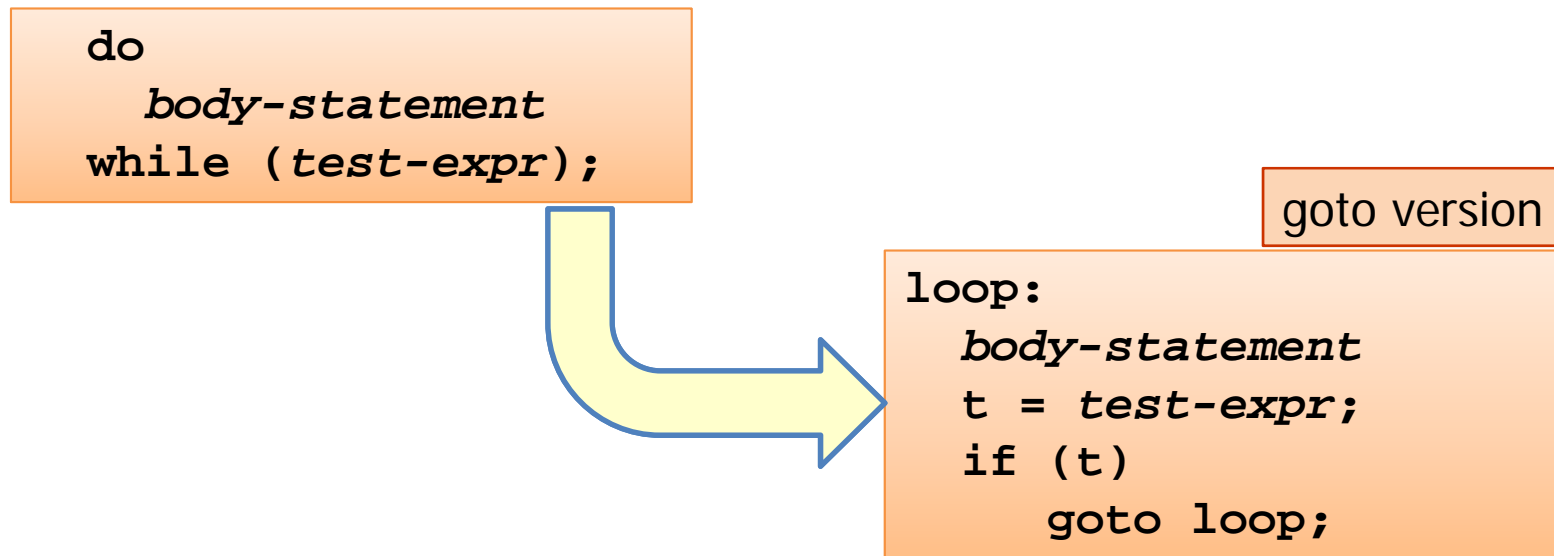 do
body-statement
while (test-expr);
goto version
loop:
body-statement
t = test-expr;
if (t)
goto loop;